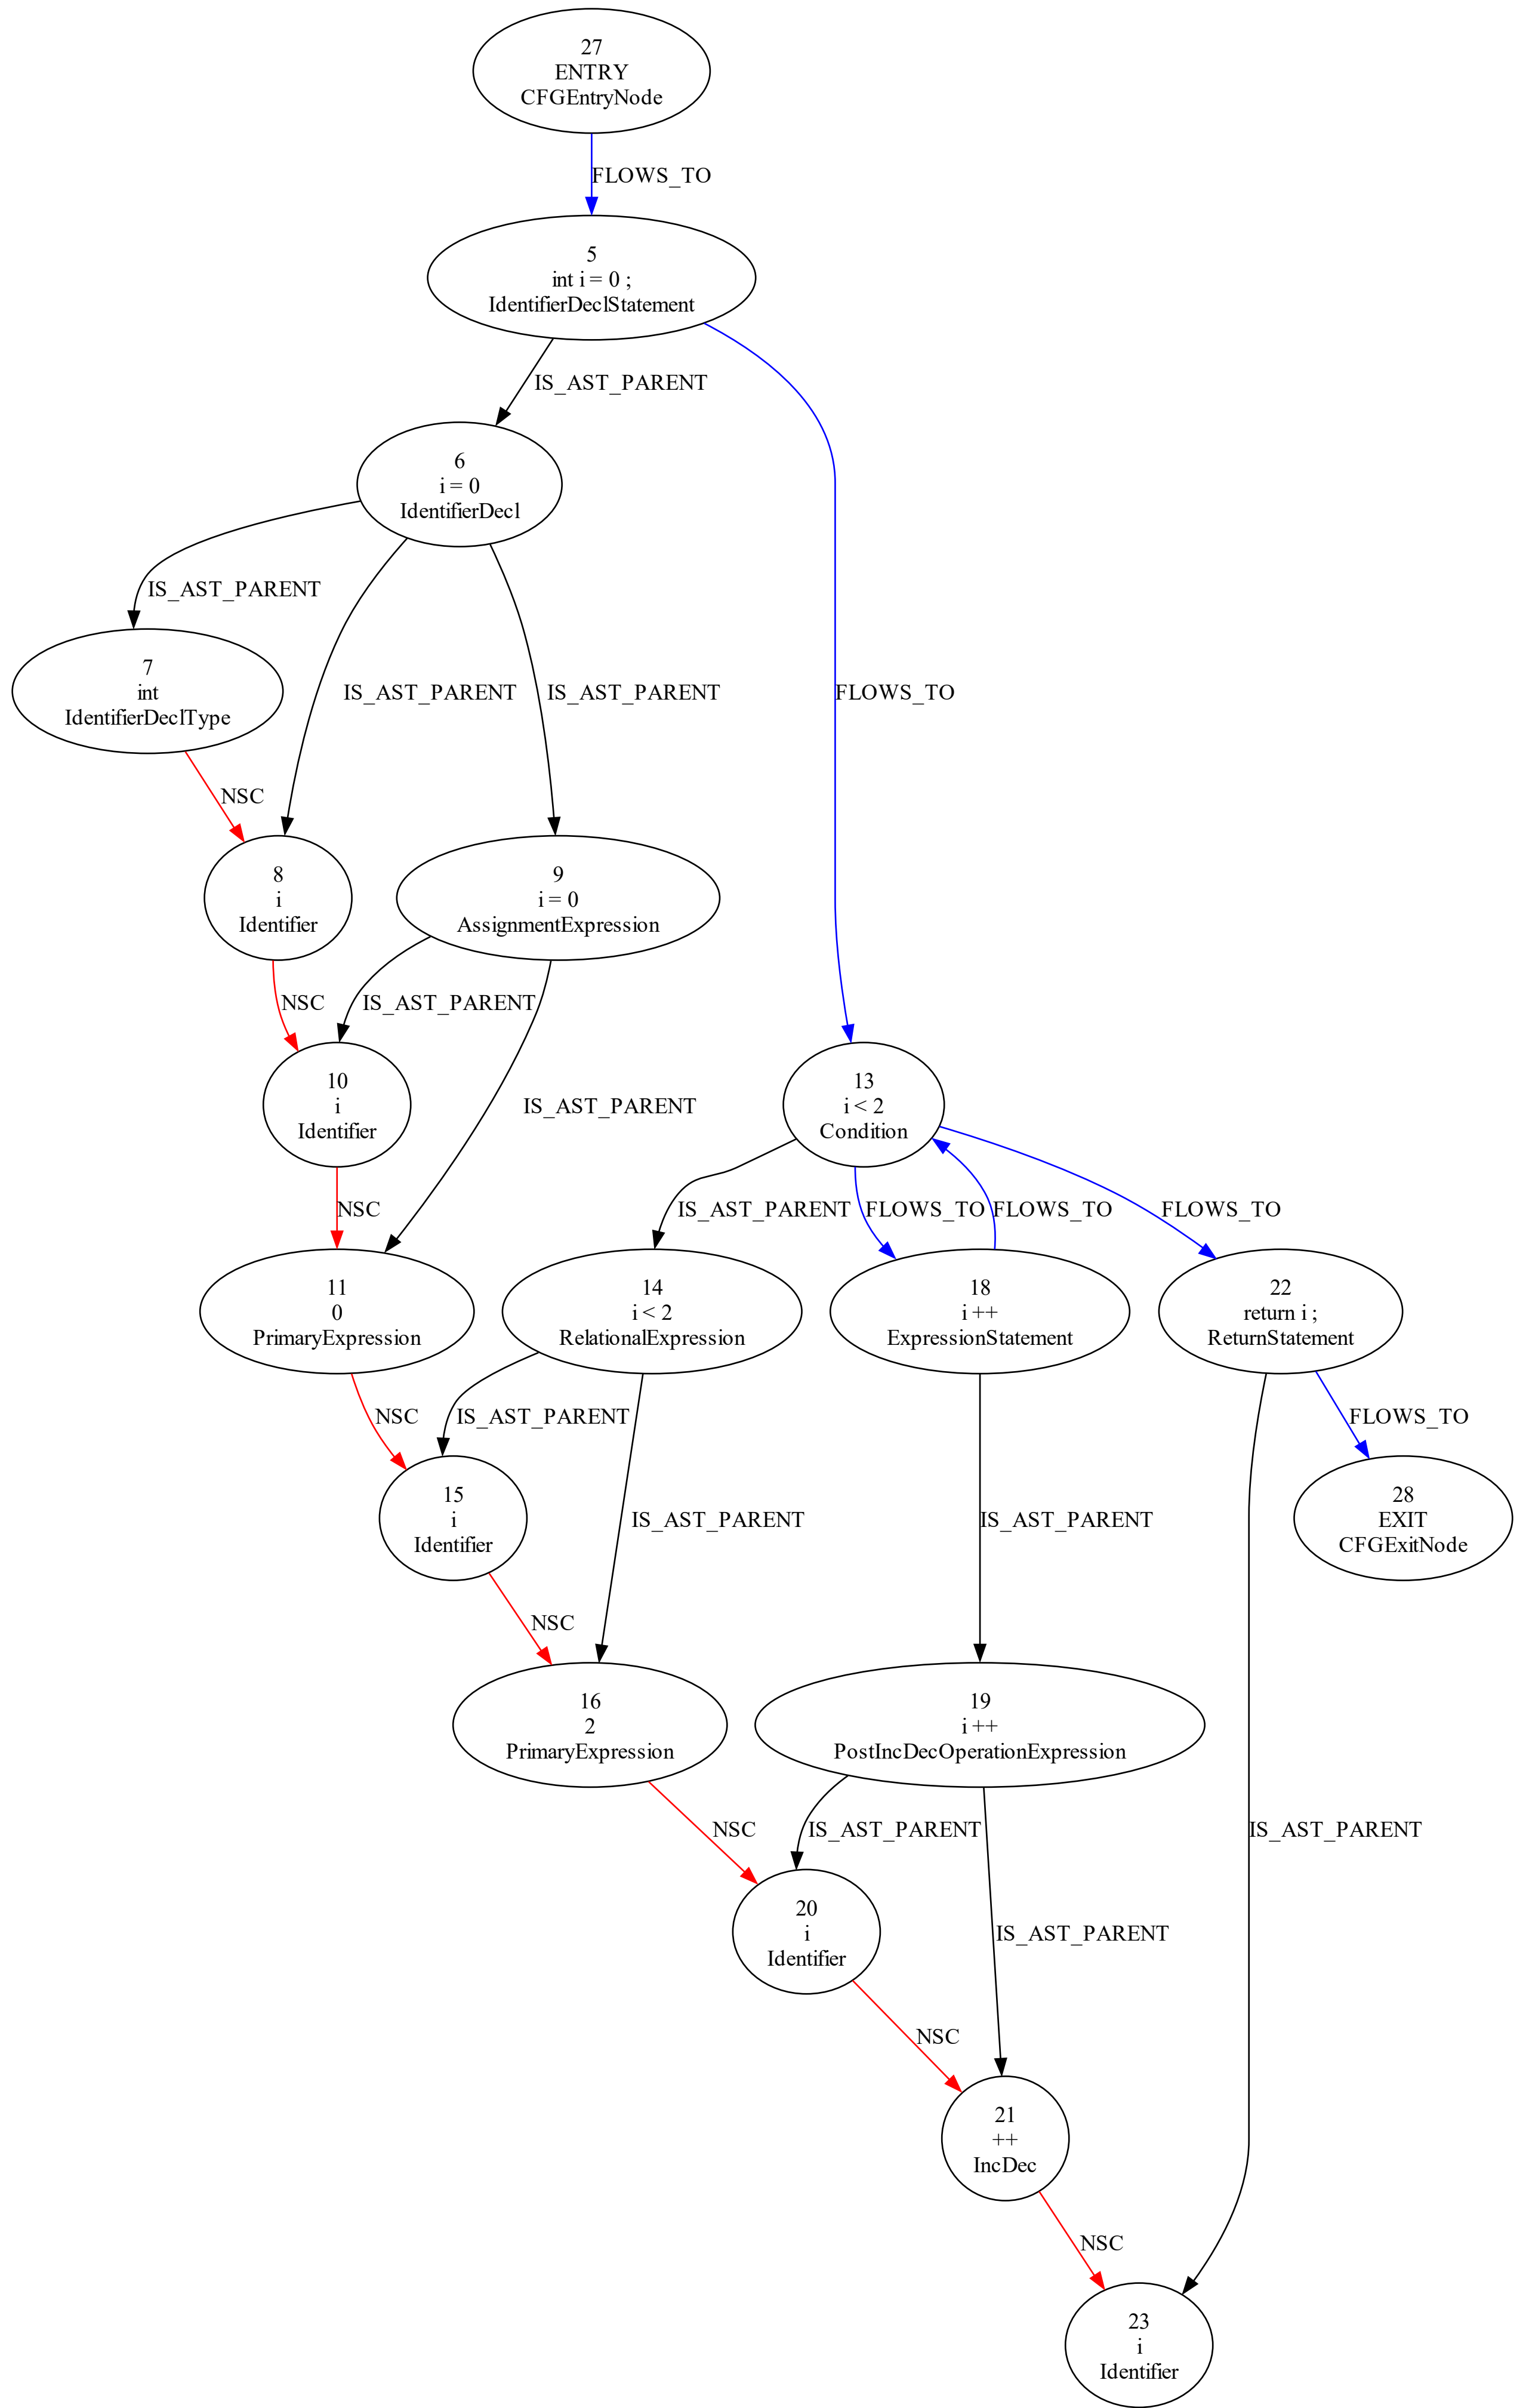 27
ENTRY
CFGEntryNode
FLOWS_TO
5
int i = 0 ;
IdentifierDeclStatement
IS_AST_PARENT
6
i = 0
IdentifierDecl
IS_AST_PARENT
7
int
IdentifierDeclType
IS_AST_PARENT
IS_AST_PARENT
FLOWS_TO
NSC
8
i
Identifier
9
i = 0
AssignmentExpression
NSC
IS_AST_PARENT
10
i
Identifier
IS_AST_PARENT
13
i < 2
Condition
NSC
IS_AST_PARENT
FLOWS_TO
FLOWS_TO
FLOWS_TO
11
0
PrimaryExpression
14
i < 2
RelationalExpression
18
i ++
ExpressionStatement
22
return i ;
ReturnStatement
NSC
IS_AST_PARENT
FLOWS_TO
15
i
Identifier
IS_AST_PARENT
IS_AST_PARENT
28
EXIT
CFGExitNode
NSC
16
2
PrimaryExpression
19
i ++
PostIncDecOperationExpression
NSC
IS_AST_PARENT
IS_AST_PARENT
20
i
Identifier
IS_AST_PARENT
NSC
21
++
IncDec
NSC
23
i
Identifier